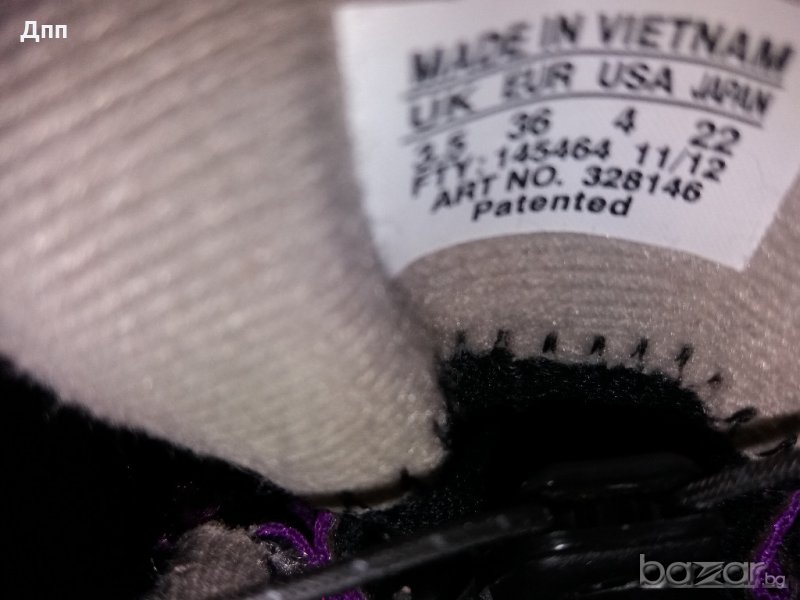 Дпп
MADE IN VIETNAM
UK EUR USA JAPAN
3.5 36 4 22
FTY: 145464 11/12
ART NO. 328146
Patented
bazar.bg